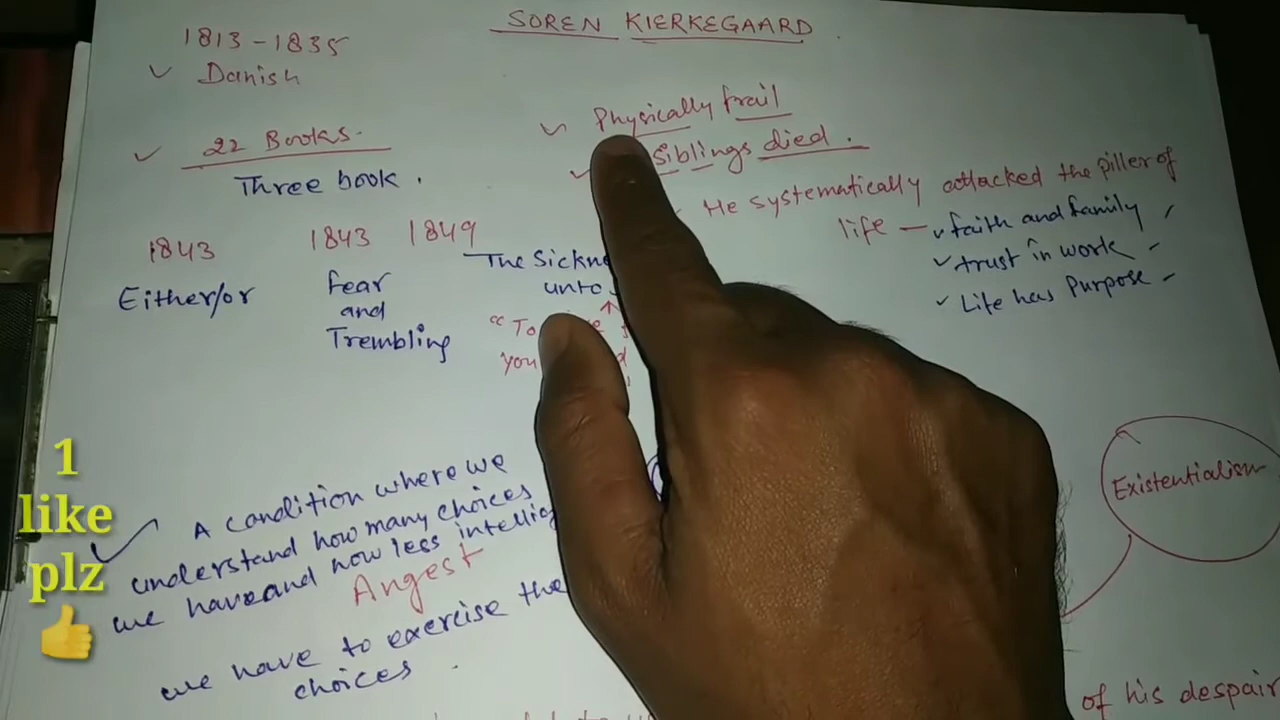 SOREN KIERKEGAARD
1813-1835
Danish
22 Books.
Three book.
Physically frail
Siblings died.
He systematically attacked the piller of
life - faith and family
trust in work
Life has Purpose
1843
Either/or
1843
Fear
and
Trembling
1849
The
unto
"To
you
A condition where we
understand how many choices
we have and how less
Angest
we have to exercise the
choices.
Existentialism
of his despair
1
like
plz